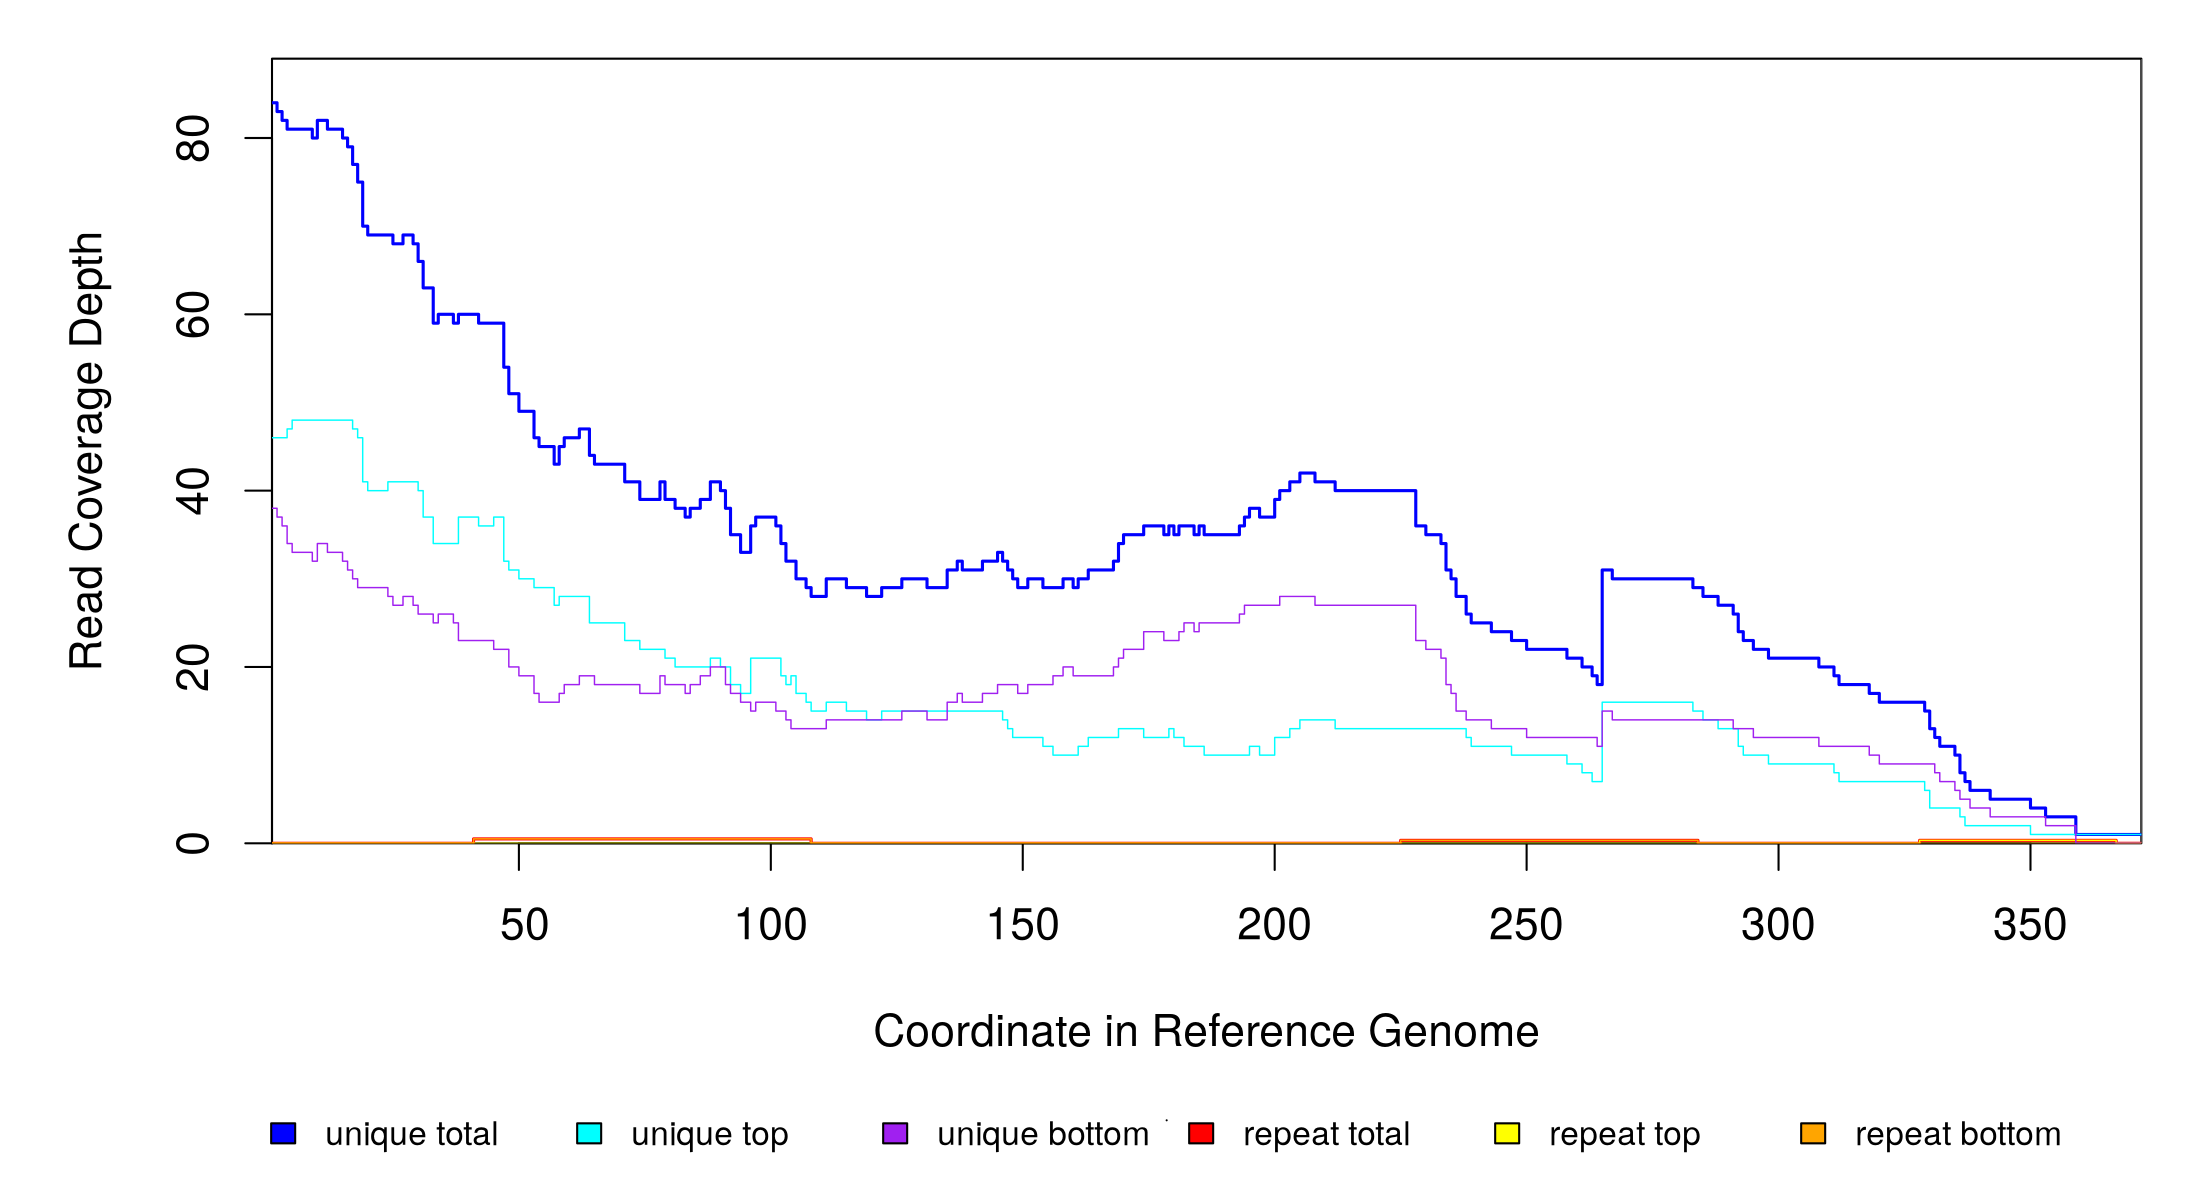 Read Coverage Depth
80
60
40
20
0
50 100 150 200 250 300 350
Coordinate in Reference Genome
unique total unique top unique bottom repeat total repeat top repeat bottom